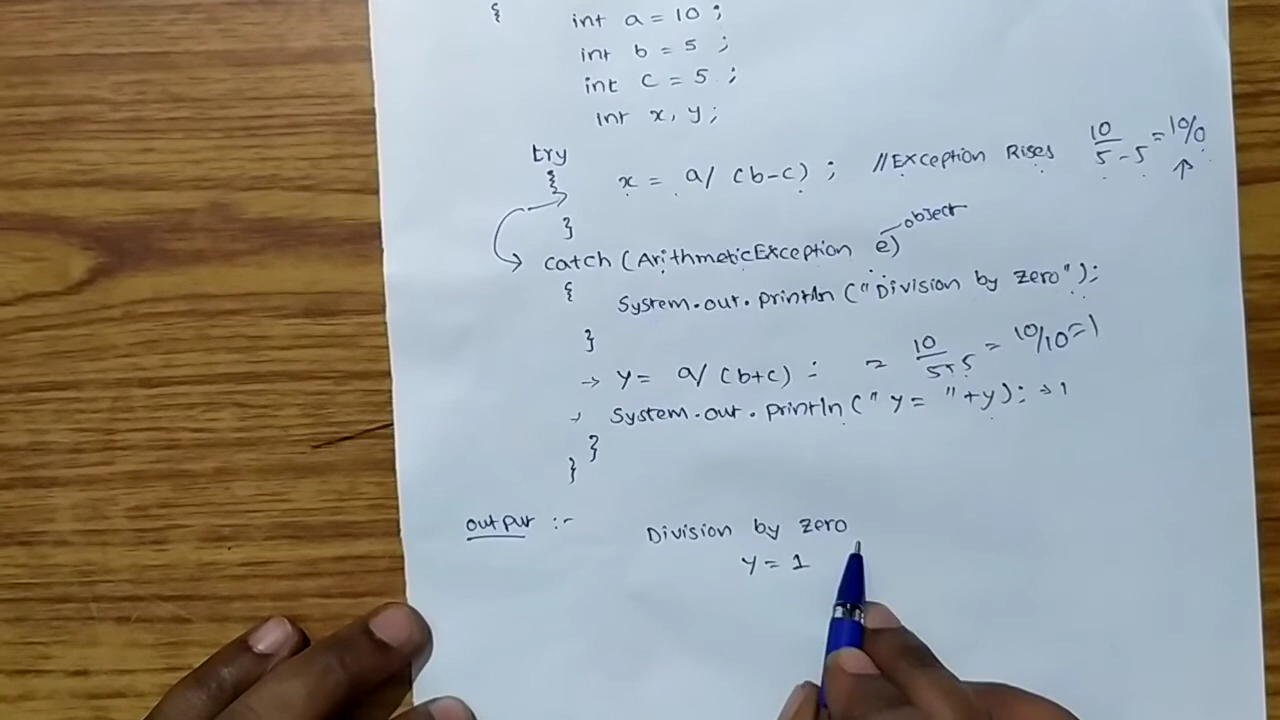 { int a = 10 ;
int b = 5 ;
int c = 5 ;
int x, y;
try
{ x = a/ (b-c) ; //Exception Rises 10/5-5 = 10/0
}
catch (ArithmeticException e) object
{ System.out.println ("Division by zero");
}
→ y = a/ (b+c) ; = 10/5+5 = 10/10 = 1
→ System.out.println (" y = "+y); → 1
}
}
output :- Division by zero
y = 1